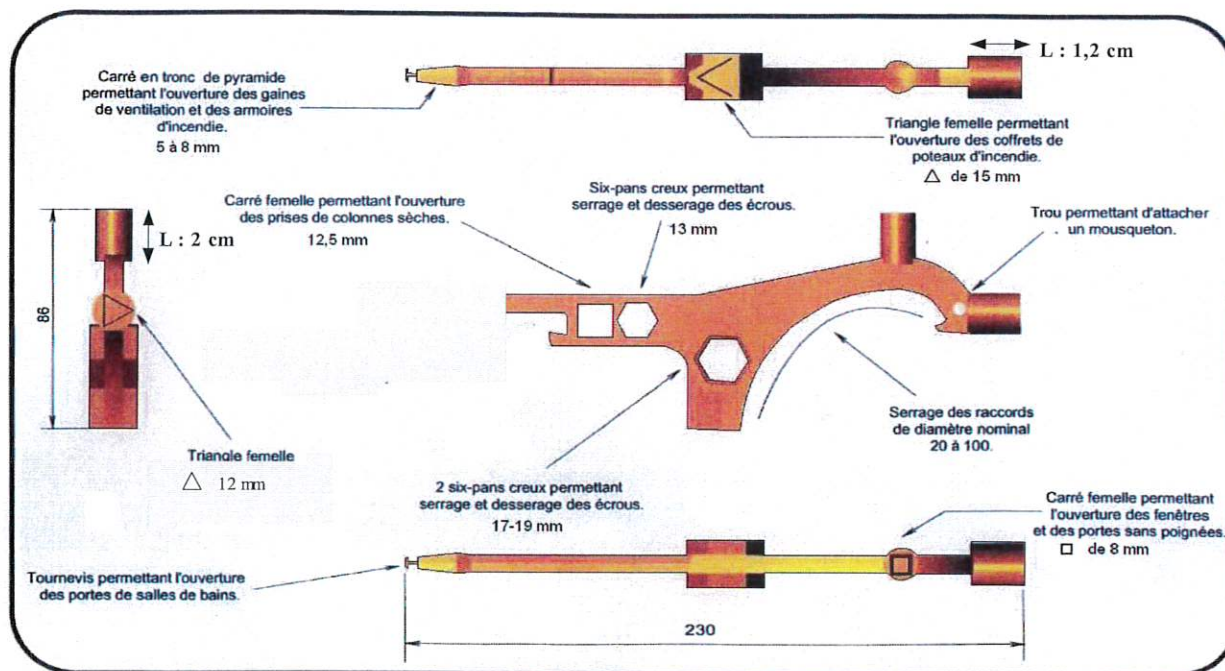 L : 1,2 cm
Carré en tronc de pyramide
permettant l'ouverture des gaines
de ventilation et des armoires
d'incendie.
5 à 8 mm
Triangle femelle permettant
l'ouverture des coffrets de
poteaux d'incendie.
△ de 15 mm
Carré femelle permettant l'ouverture
des prises de colonnes sèches.
12,5 mm
Six-pans creux permettant
serrage et desserage des écrous.
13 mm
Trou permettant d'attacher
. un mousqueton.
L : 2 cm
86
Triangle femelle
△ 12 mm
Serrage des raccords
de diamètre nominal
20 à 100.
2 six-pans creux permettant
serrage et desserage des écrous.
17-19 mm
Carré femelle permettant
l'ouverture des fenêtres
et des portes sans poignées.
□ de 8 mm
Tournevis permettant l'ouverture
des portes de salles de bains.
230